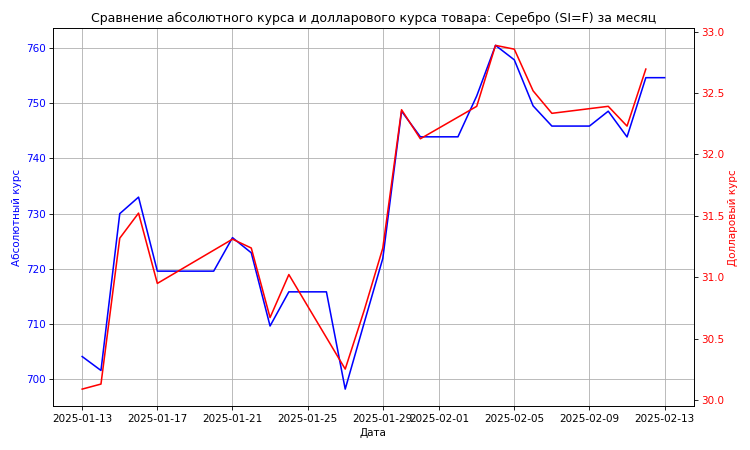 Сравнение абсолютного курса и долларового курса товара: Серебро (SI=F) за месяц
Абсолютный курс
760
750
740
730
720
710
700
33.0
32.5
32.0
31.5
31.0
30.5
30.0
Долларовый курс
2025-01-13 2025-01-17 2025-01-21 2025-01-25 2025-01-29 2025-02-01 2025-02-05 2025-02-09 2025-02-13
Дата